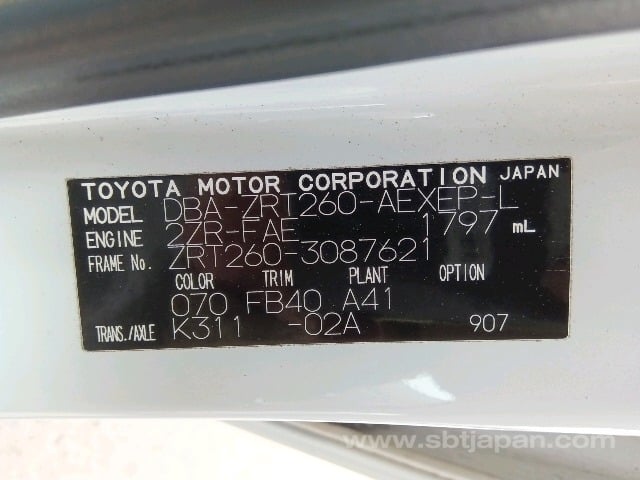 TOYOTA MOTOR CORPORATION JAPAN
MODEL DBA-ZRT260-AEXEP-L
ENGINE 2ZR-FAE 1797 mL
FRAME No. ZRT260-3087621
COLOR TRIM PLANT OPTION
070 FB40 A41
TRANS./AXLE K311 -02A 907
www.sbtjapan.com